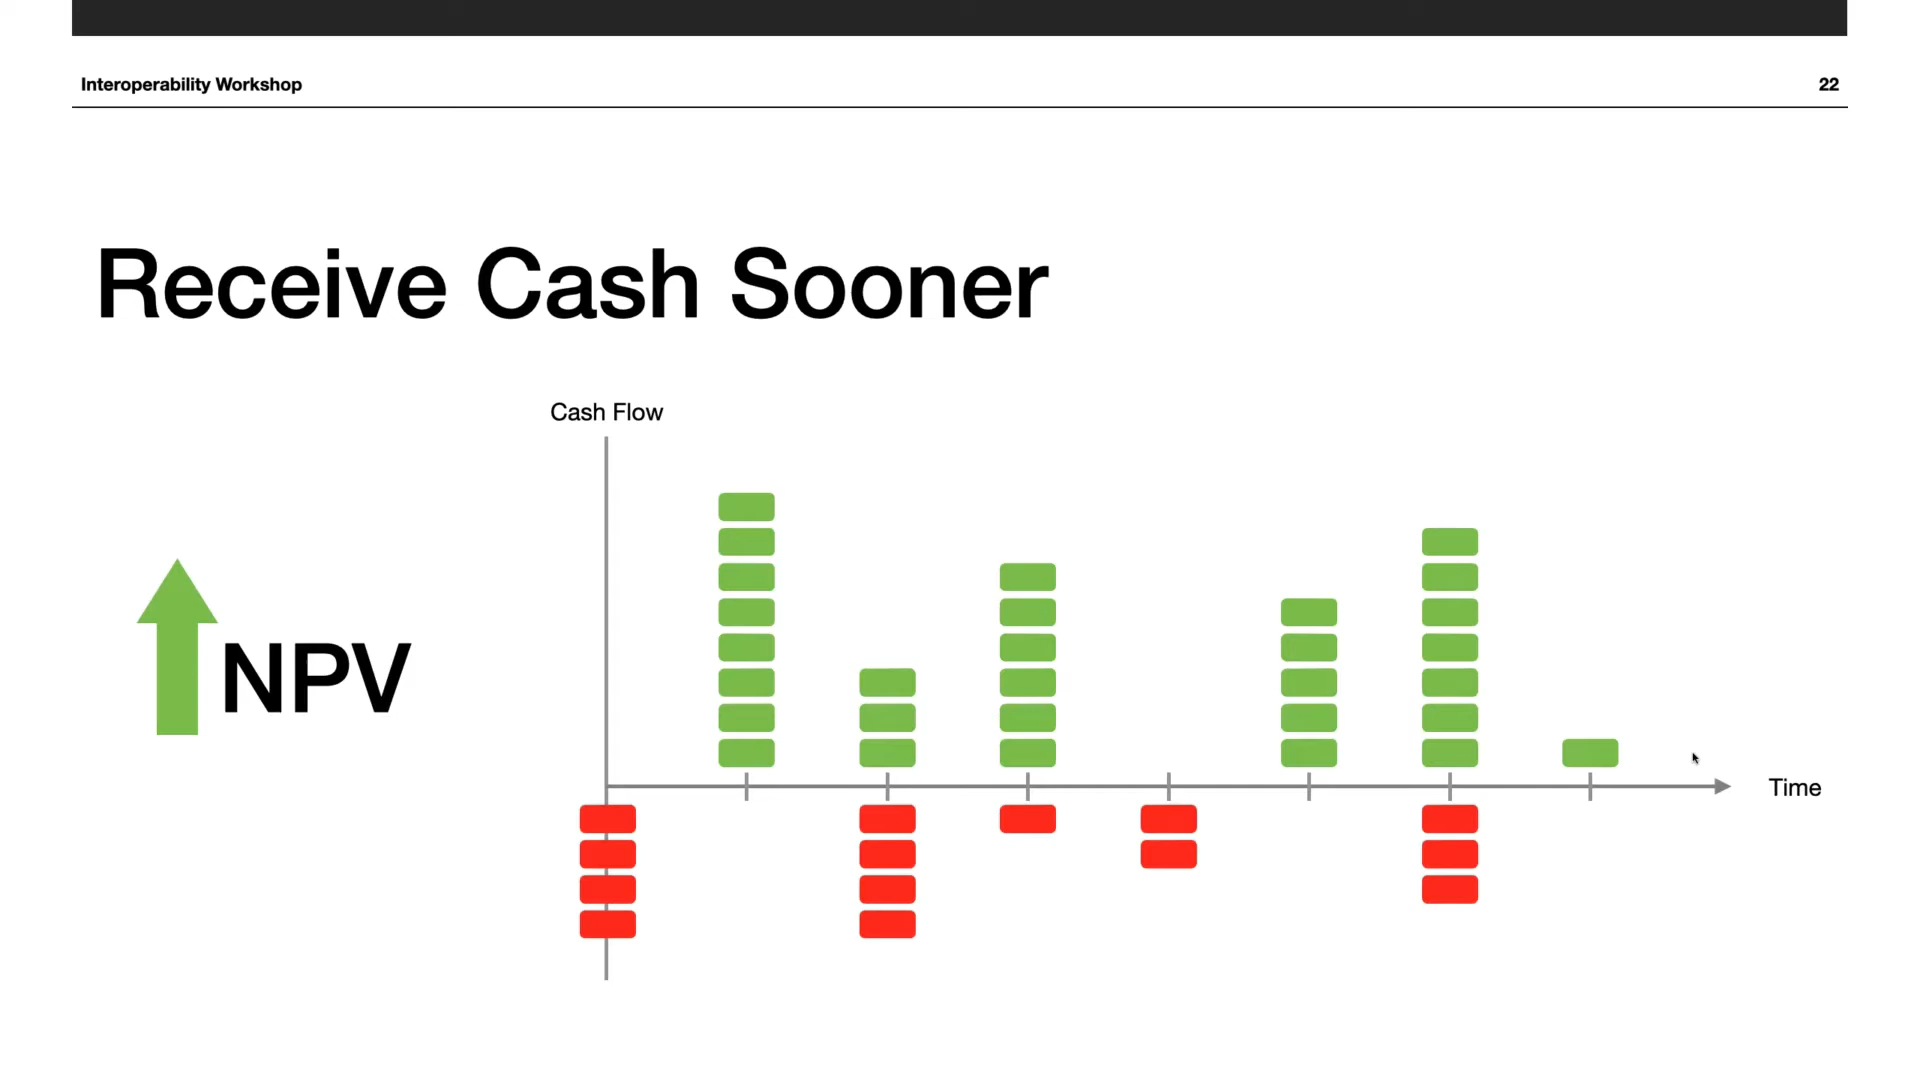 Interoperability Workshop
22
Receive Cash Sooner
Cash Flow
NPV
Time